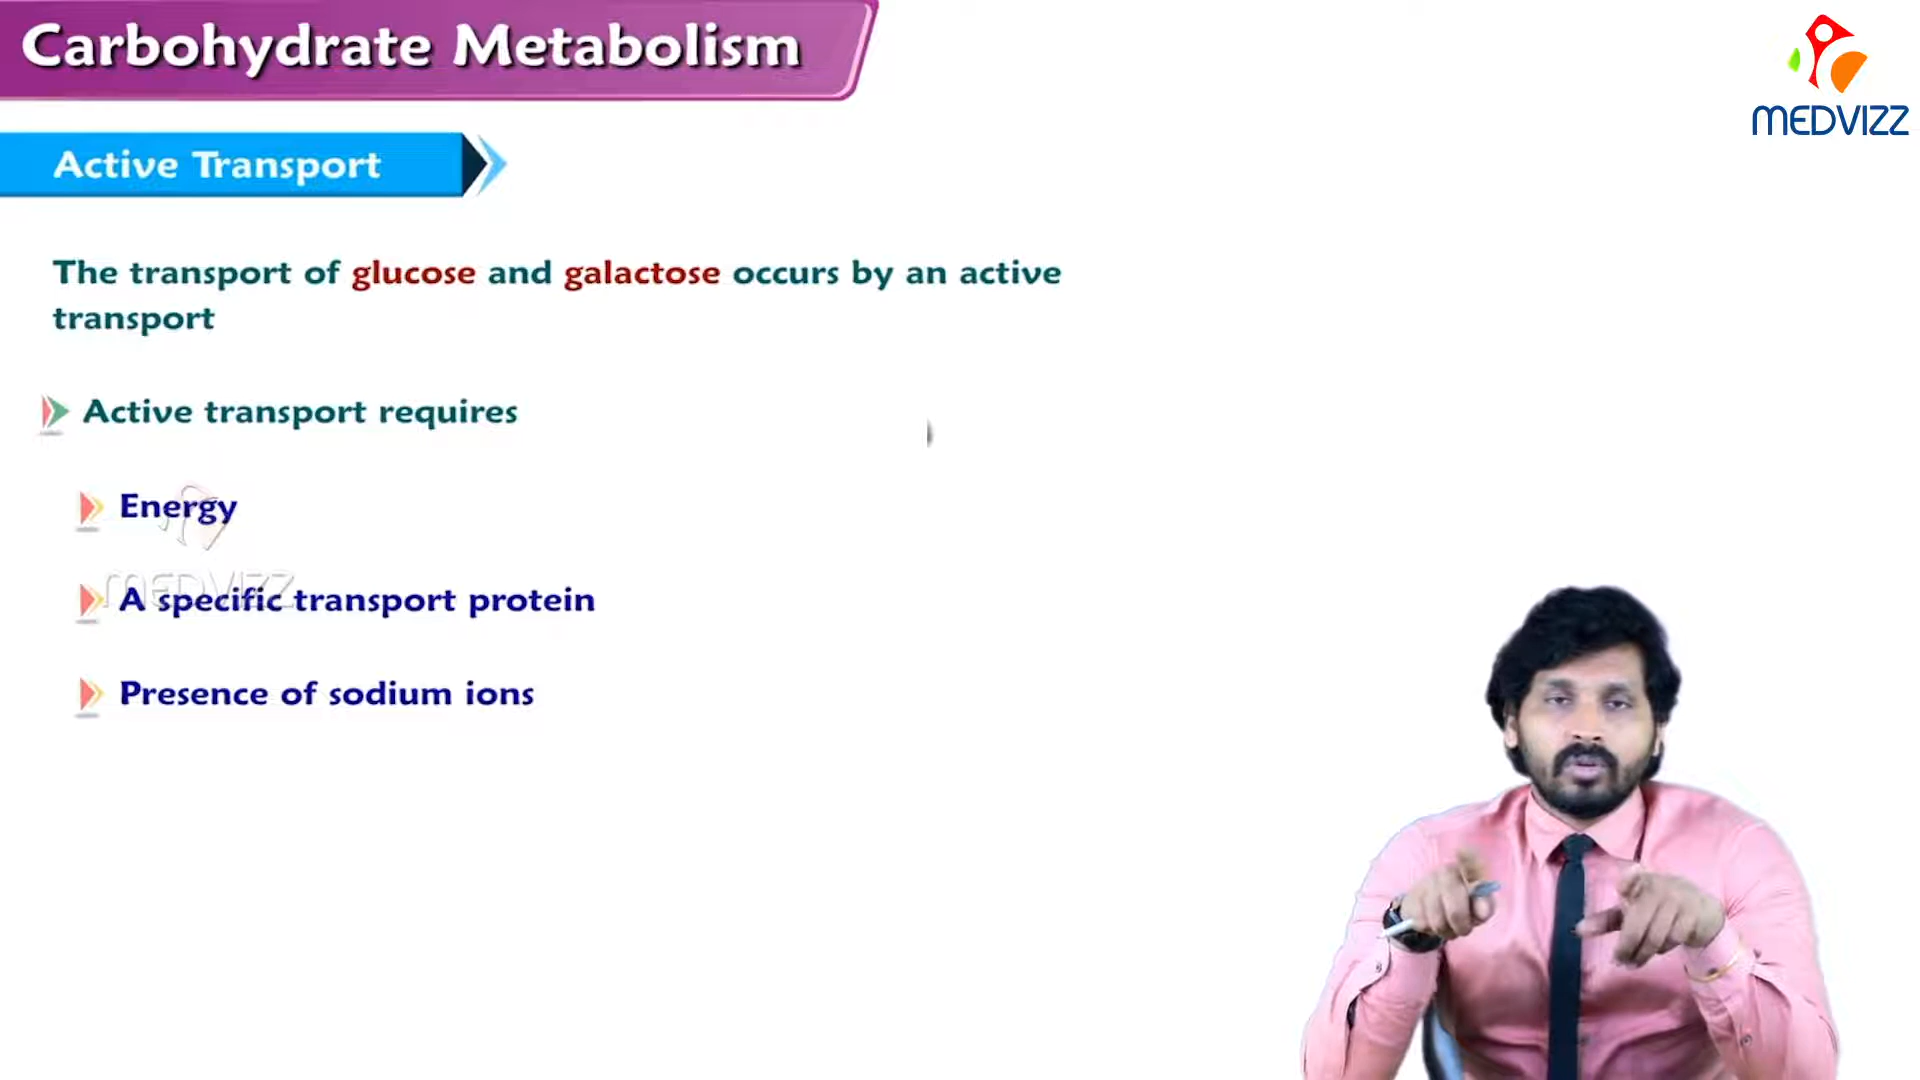 Carbohydrate Metabolism
MEDVIZZ
Active Transport
The transport of glucose and galactose occurs by an active
transport
Active transport requires
Energy
MEDVIZZ
A specific transport protein
Presence of sodium ions